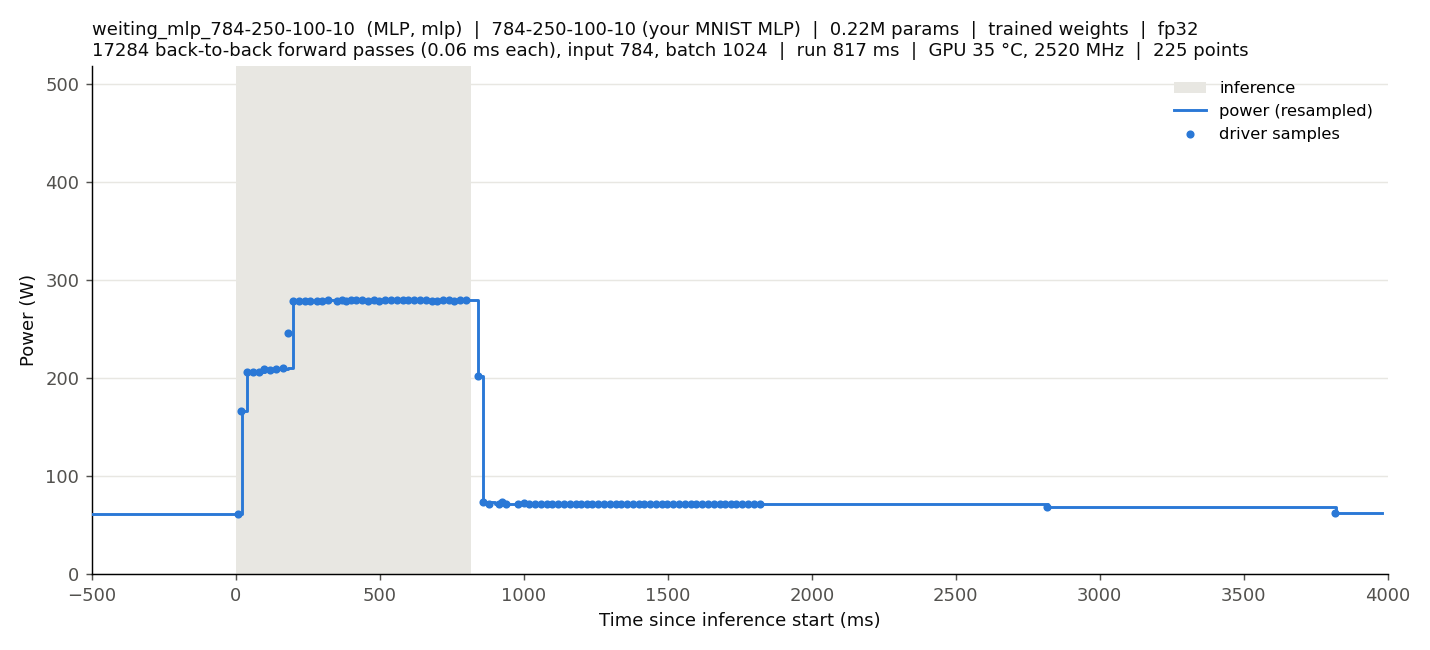 weiting_mlp_784-250-100-10  (MLP, mlp)  |  784-250-100-10 (your MNIST MLP)  |  0.22M params  |  trained weights  |  fp32
17284 back-to-back forward passes (0.06 ms each), input 784, batch 1024  |  run 817 ms  |  GPU 35 °C, 2520 MHz  |  225 points
inference
power (resampled)
driver samples
Power (W)
500
400
300
200
100
0
−500
0
500
1000
1500
2000
2500
3000
3500
4000
Time since inference start (ms)